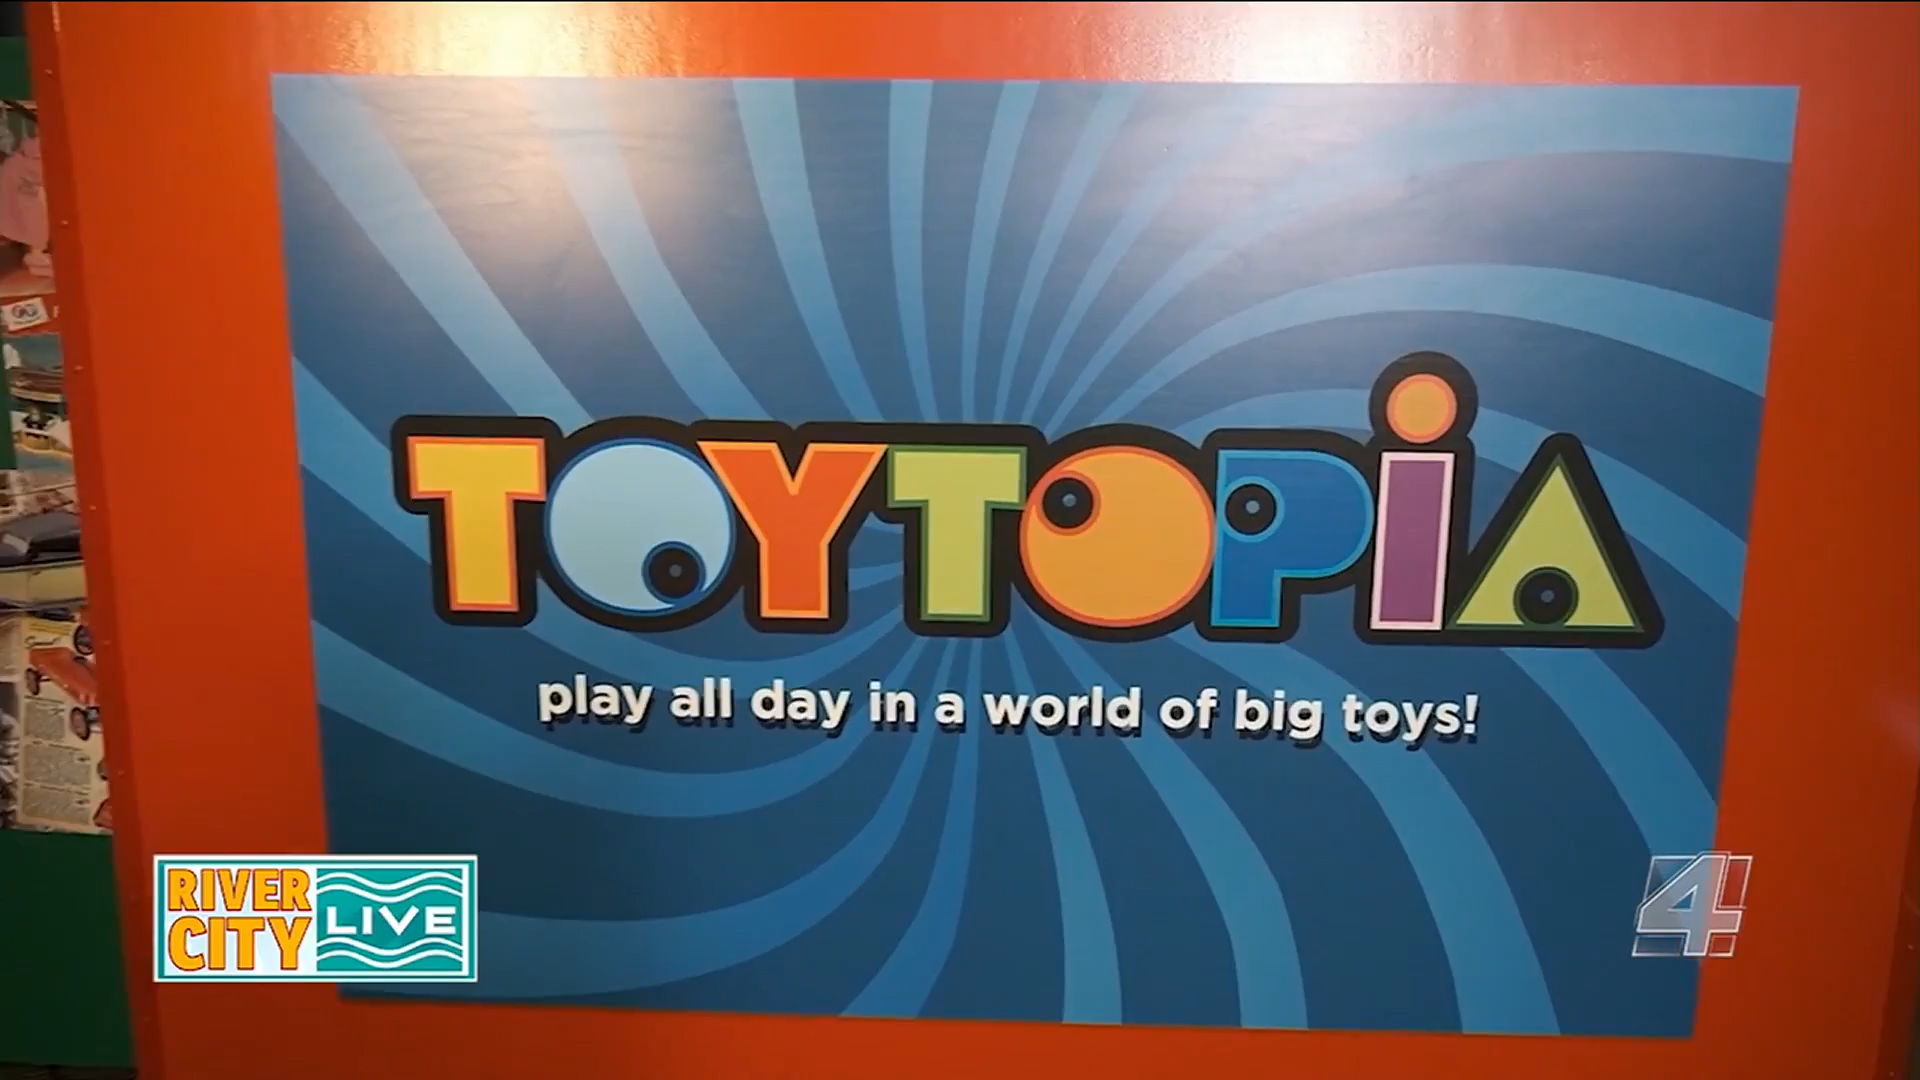 TOYTOPiA
play all day in a world of big toys!
RIVER
CITY
LIVE
4